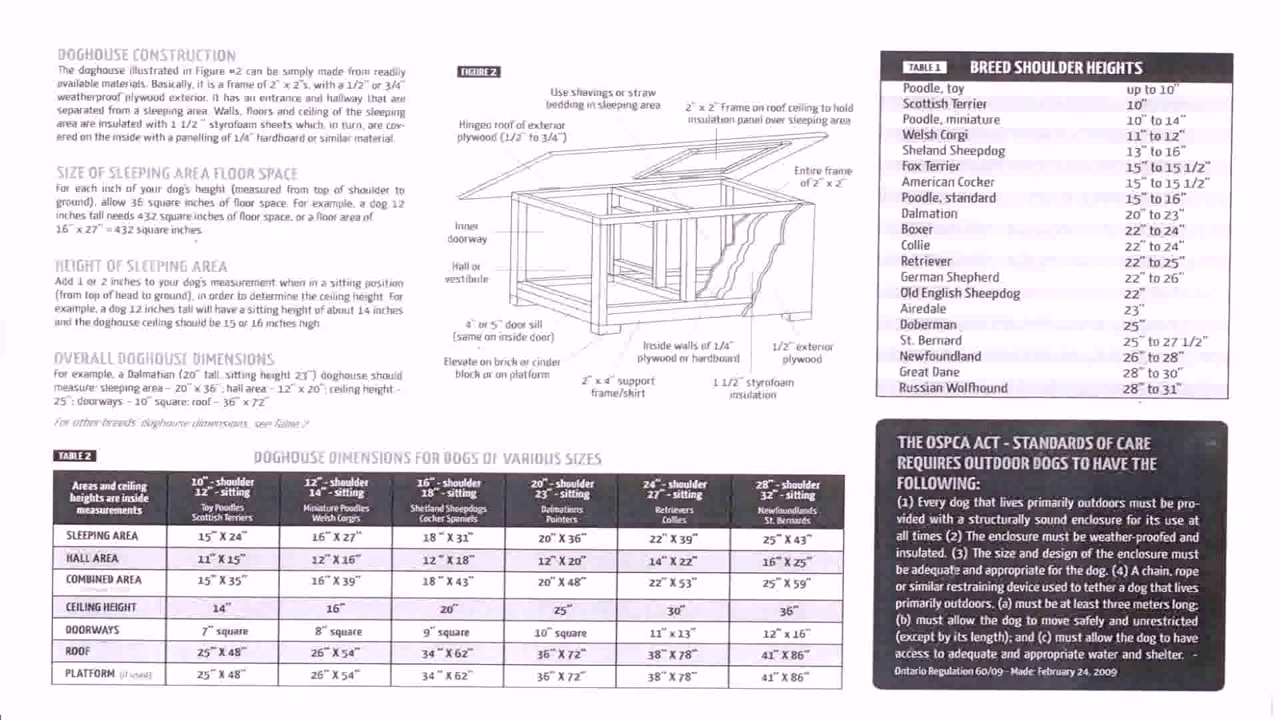 DOGHOUSE CONSTRUCTION
The doghouse illustrated in Figure #2 can be simply made from readily
available materials. Basically, it is a frame of 2" x 2"s, with a 1/2" or 3/4"
weatherproof plywood exterior. It has an entrance and hallway that are
separated from a sleeping area. Walls, floors and ceiling of the sleeping
area are insulated with 1 1/2 " styrofoam sheets which, in turn, are cov-
ered on the inside with a panelling of 1/4" hardboard or similar material.
SIZE OF SLEEPING AREA FLOOR SPACE
For each inch of your dog's height (measured from top of shoulder to
ground), allow 36 square inches of floor space. For example, a dog 12
inches tall needs 432 square inches of floor space, or a floor area of
16" x 27" = 432 square inches.
HEIGHT OF SLEEPING AREA
Add 1 or 2 inches to your dog's measurement when in a sitting position
(from top of head to ground), in order to determine the ceiling height. For
example, a dog 12 inches tall will have a sitting height of about 14 inches
and the doghouse ceiling should be 15 or 16 inches high.
OVERALL DOGHOUSE DIMENSIONS
For example, a Dalmatian (20" tall, sitting height 23") doghouse should
measure: sleeping area - 20" x 36"; hall area - 12" x 20"; ceiling height -
25"; doorways - 10" square; roof - 36" x 72"
For other breeds' doghouse dimensions, see Table 2
FIGURE 2
Use shavings or straw
bedding in sleeping area
2" x 2" Frame on roof ceiling to hold
insulation panel over sleeping area
Hinged roof of exterior
plywood (1/2" to 3/4")
Entire frame
of 2" x 2"
Inner
doorway
Hall or
vestibule
4" or 5" door sill
(same on inside door)
Elevate on brick or cinder
block or on platform
2" x 4" support
frame/skirt
Inside walls of 1/4"
plywood or hardboard
1 1/2" styrofoam
insulation
1/2" exterior
plywood
TABLE 1 BREED SHOULDER HEIGHTS
Poodle, toy up to 10"
Scottish Terrier 10"
Poodle, miniature 10" to 14"
Welsh Corgi 11" to 12"
Sheland Sheepdog 13" to 16"
Fox Terrier 15" to 15 1/2"
American Cocker 15" to 15 1/2"
Poodle, standard 15" to 16"
Dalmation 20" to 23"
Boxer 22" to 24"
Collie 22" to 24"
Retriever 22" to 25"
German Shepherd 22" to 26"
Old English Sheepdog 22"
Airedale 23"
Doberman 25"
St. Bernard 25" to 27 1/2"
Newfoundland 26" to 28"
Great Dane 28" to 30"
Russian Wolfhound 28" to 31"
TABLE 2 DOGHOUSE DIMENSIONS FOR DOGS OF VARIOUS SIZES
Areas and ceiling heights are inside measurements
10" - shoulder 12" - shoulder 16" - shoulder 20" - shoulder 24" - shoulder 28" - shoulder
12" - sitting 14" - sitting 18" - sitting 23" - sitting 27" - sitting 32" - sitting
Toy Poodles Miniature Poodles Shetland Sheepdogs Dalmations Retrievers Newfoundlands
Scottish Terriers Welsh Corgis Cocker Spaniels Pointers Collies St. Bernards
SLEEPING AREA 15" X 24" 16" X 27" 18 " X 31" 20" X 36" 22" X 39" 25" X 43"
HALL AREA 11" X 15" 12" X 16" 12" X 18" 12" X 20" 14" X 22" 16" X 25"
COMBINED AREA 15" X 35" 16" X 39" 18 " X 43" 20" X 48" 22" X 53" 25" X 59"
CEILING HEIGHT 14" 16" 20" 25" 30" 36"
DOORWAYS 7" square 8" square 9" square 10" square 11" x 13" 12" x 16"
ROOF 25" X 48" 26" X 54" 34 " X 62" 36" X 72" 38" X 78" 41" X 86"
PLATFORM (if used) 25" X 48" 26" X 54" 34 " X 62" 36" X 72" 38" X 78" 41" X 86"
THE OSPCA ACT - STANDARDS OF CARE
REQUIRES OUTDOOR DOGS TO HAVE THE
FOLLOWING:
(1) Every dog that lives primarily outdoors must be pro-
vided with a structurally sound enclosure for its use at
all times (2) The enclosure must be weather-proofed and
insulated. (3) The size and design of the enclosure must
be adequate and appropriate for the dog. (4) A chain, rope
or similar restraining device used to tether a dog that lives
primarily outdoors, (a) must be at least three meters long;
(b) must allow the dog to move safely and unrestricted
(except by its length); and (c) must allow the dog to have
access to adequate and appropriate water and shelter. -
Ontario Regulation 60/09 - Made: February 24, 2009